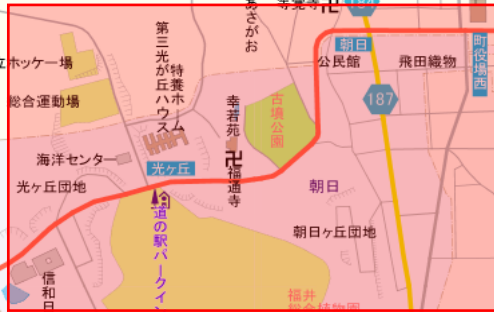 あさがお
朝日
公民館
飛田織物
町役場西
187
立ホッケー場
総合運動場
第三光が丘ハウス
特養ホーム
幸若苑
古墳公園
海洋センター
光ヶ丘
光ヶ丘団地
福通寺
朝日
道の駅パークイン
朝日ヶ丘団地
信和日
福井
総合植物園